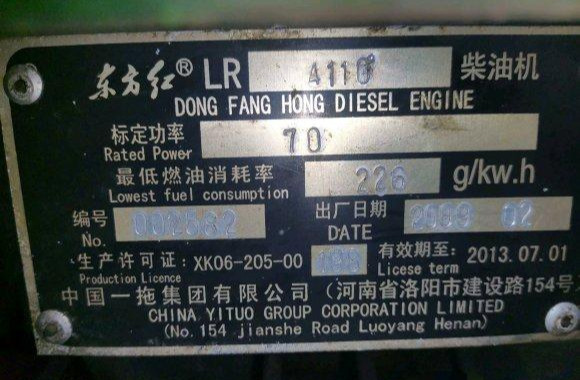 东方红® LR 4110 柴油机
DONG FANG HONG DIESEL ENGINE
标定功率 70
Rated Power
最低燃油消耗率 226 g/kw.h
Lowest fuel consumption
编号 002562 出厂日期 2009 02
No. DATE
生产许可证: XK06-205-00 有效期至: 2013.07.01
Production Licence Licese term
中国一拖集团有限公司 (河南省洛阳市建设路154号
CHINA YITUO GROUP CORPORATION LIMITED
(No.154 jianshe Road Luoyang Henan)